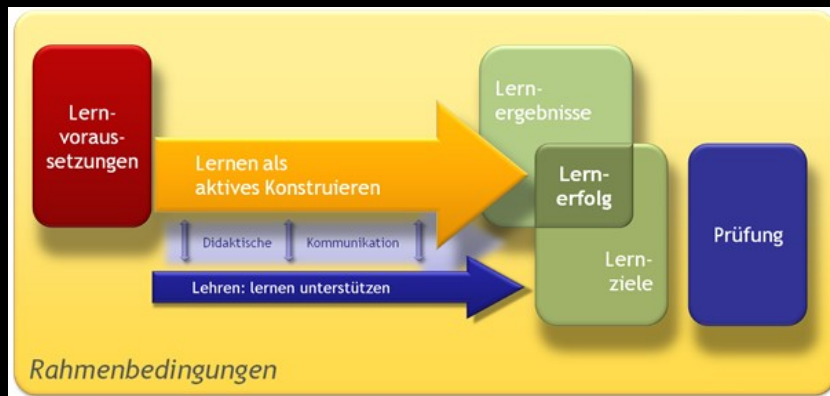 Lern-
voraus-
setzungen
Lernen als
aktives Konstruieren
Didaktische Kommunikation
Lehren: lernen unterstützen
Lern-
ergebnisse
Lern-
erfolg
Lern-
ziele
Prüfung
Rahmenbedingungen